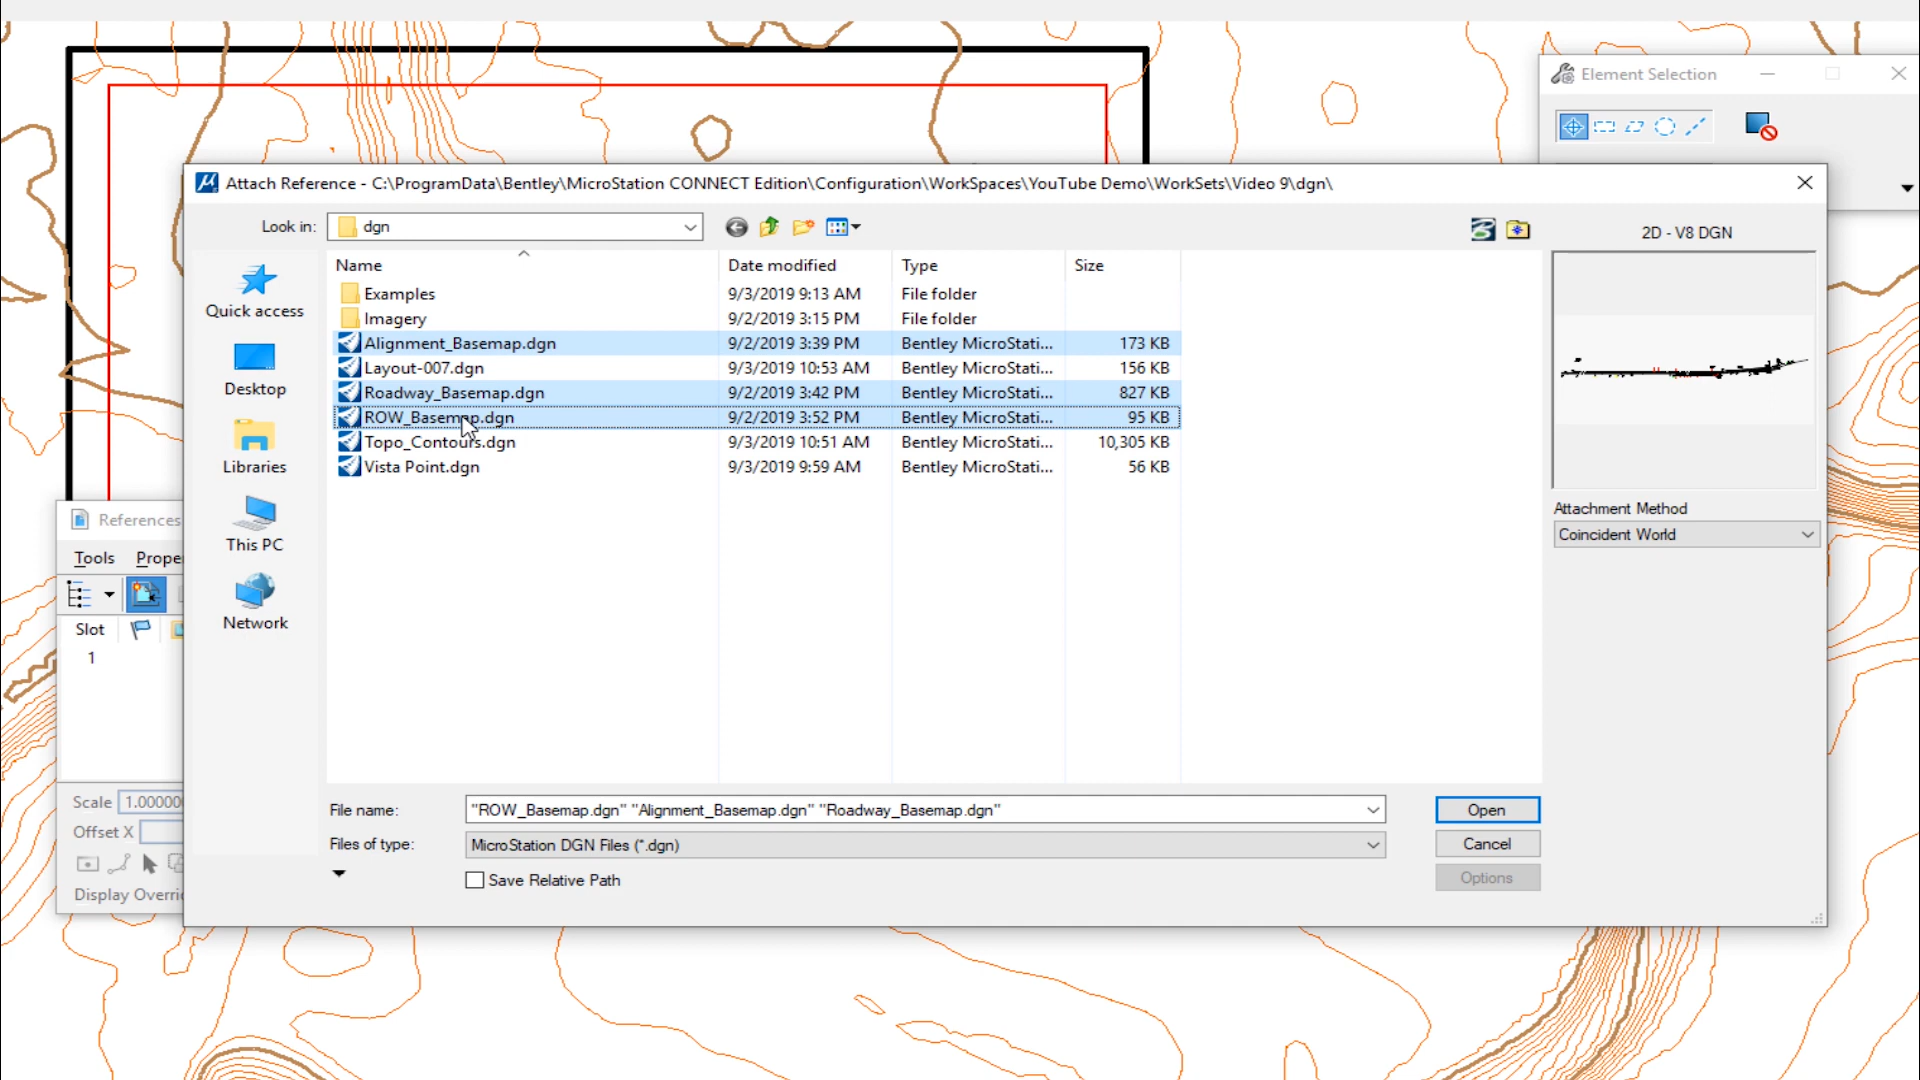 Element Selection
Attach Reference - C:\ProgramData\Bentley\MicroStation CONNECT Edition\Configuration\WorkSpaces\YouTube Demo\WorkSets\Video 9\dgn\
Look in: dgn
2D - V8 DGN
Name Date modified Type Size
Quick access
Desktop
Libraries
This PC
Network
Examples 9/3/2019 9:13 AM File folder
Imagery 9/2/2019 3:15 PM File folder
Alignment_Basemap.dgn 9/2/2019 3:39 PM Bentley MicroStati... 173 KB
Layout-007.dgn 9/3/2019 10:53 AM Bentley MicroStati... 156 KB
Roadway_Basemap.dgn 9/2/2019 3:42 PM Bentley MicroStati... 827 KB
ROW_Basemap.dgn 9/2/2019 3:52 PM Bentley MicroStati... 95 KB
Topo_Contours.dgn 9/3/2019 10:51 AM Bentley MicroStati... 10,305 KB
Vista Point.dgn 9/3/2019 9:59 AM Bentley MicroStati... 56 KB
Attachment Method
Coincident World
References
Tools Proper
Slot
1
Scale 1.00000
Offset X
Display Overri
File name: "ROW_Basemap.dgn" "Alignment_Basemap.dgn" "Roadway_Basemap.dgn"
Open
Files of type: MicroStation DGN Files (*.dgn)
Cancel
Save Relative Path
Options